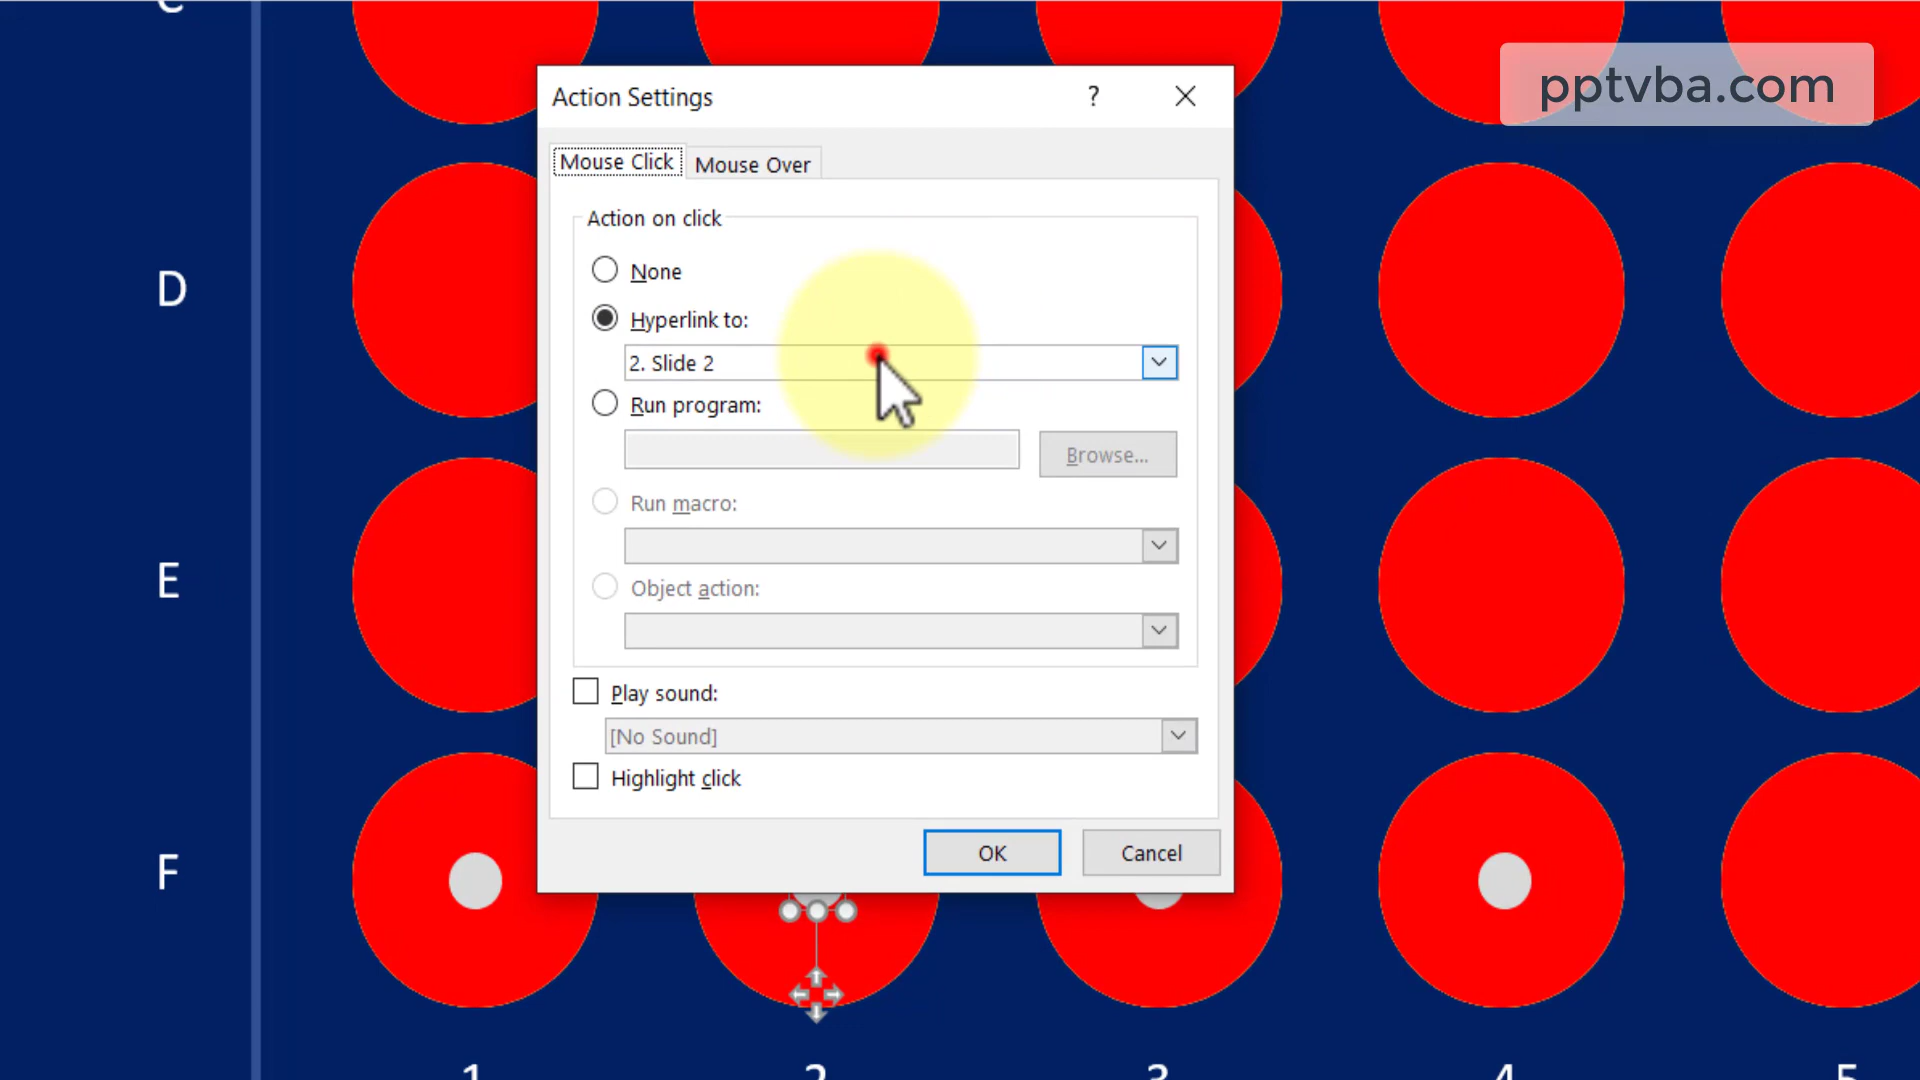 C
pptvba.com
Action Settings ?
Mouse Click Mouse Over
Action on click
None
D
Hyperlink to:
2. Slide 2
Run program:
Browse...
Run macro:
E
Object action:
Play sound:
[No Sound]
Highlight click
OK Cancel
F
1 2 3 4 5